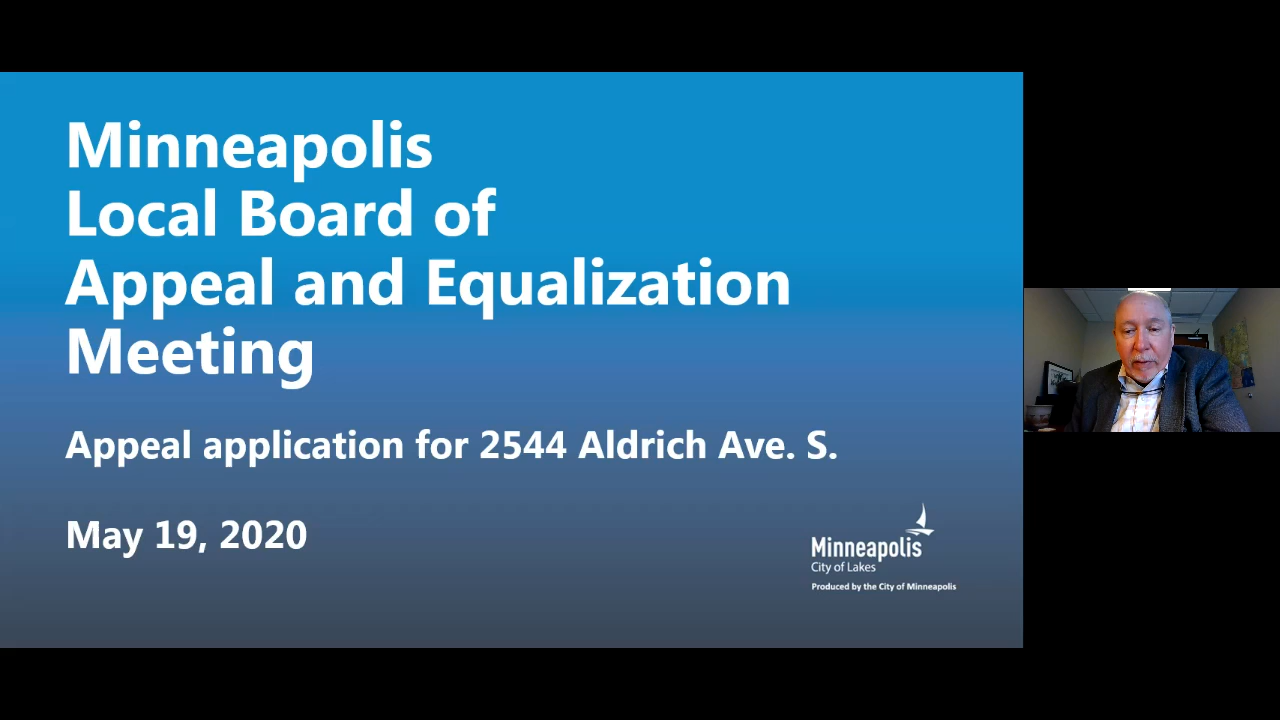 Minneapolis
Local Board of
Appeal and Equalization
Meeting
Appeal application for 2544 Aldrich Ave. S.
May 19, 2020
Minneapolis
City of Lakes
Produced by the City of Minneapolis